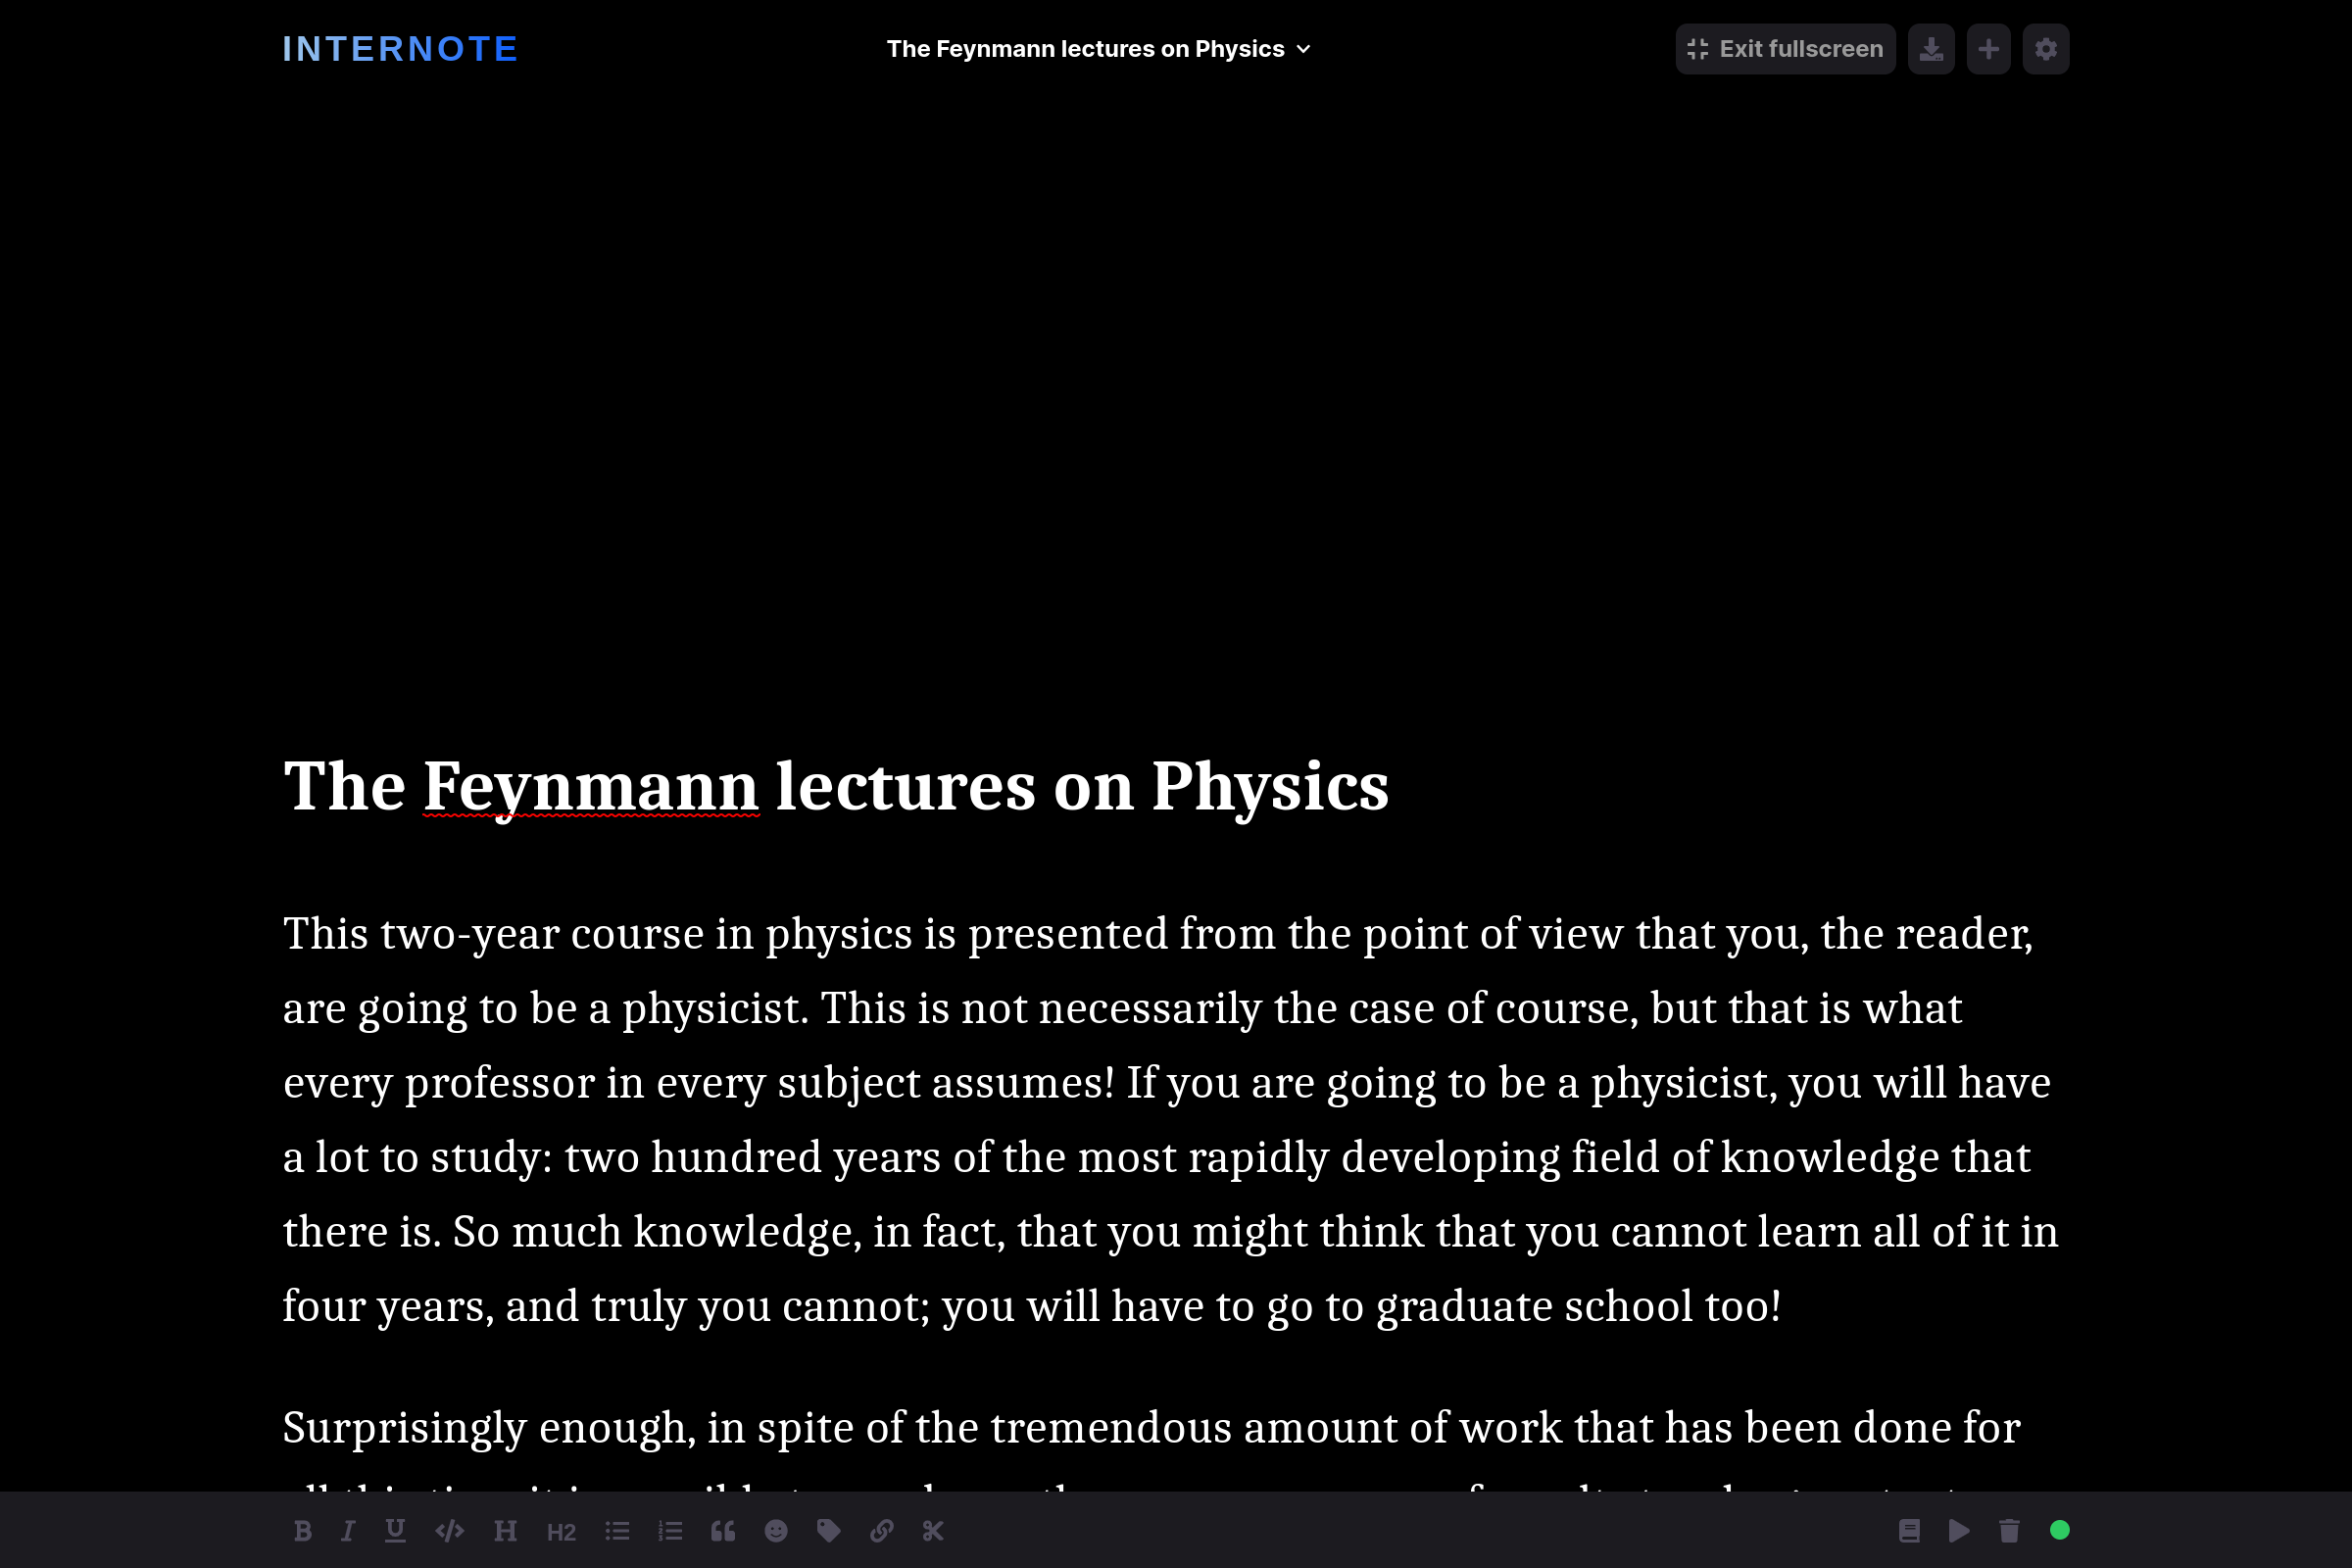 INTERNOTE
The Feynmann lectures on Physics
Exit fullscreen
The Feynmann lectures on Physics
This two-year course in physics is presented from the point of view that you, the reader,
are going to be a physicist. This is not necessarily the case of course, but that is what
every professor in every subject assumes! If you are going to be a physicist, you will have
a lot to study: two hundred years of the most rapidly developing field of knowledge that
there is. So much knowledge, in fact, that you might think that you cannot learn all of it in
four years, and truly you cannot; you will have to go to graduate school too!
Surprisingly enough, in spite of the tremendous amount of work that has been done for
B I U H H2